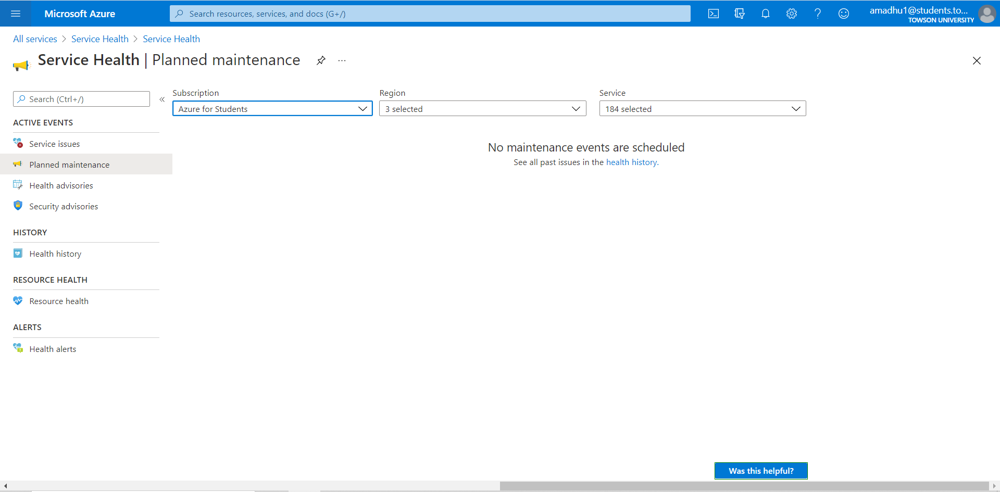 Microsoft Azure
Search resources, services, and docs (G+/)
amadhu1@students.to...
TOWSON UNIVERSITY
All services > Service Health > Service Health
Service Health | Planned maintenance
...
Search (Ctrl+/)
«
Subscription
Azure for Students
Region
3 selected
Service
184 selected
ACTIVE EVENTS
Service issues
Planned maintenance
Health advisories
Security advisories
HISTORY
Health history
RESOURCE HEALTH
Resource health
ALERTS
Health alerts
No maintenance events are scheduled
See all past issues in the health history.
Was this helpful?